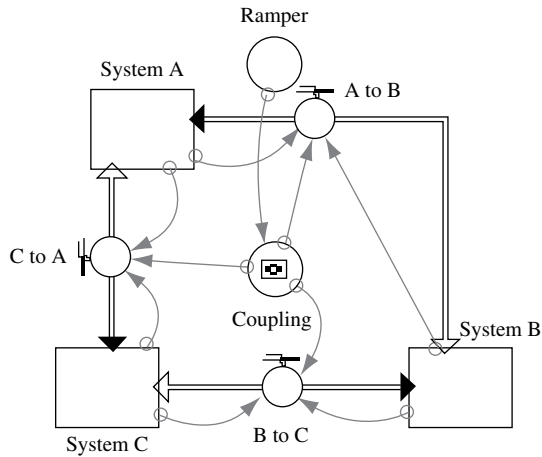 Ramper
System A
A to B
C to A
Coupling
System B
System C
B to C